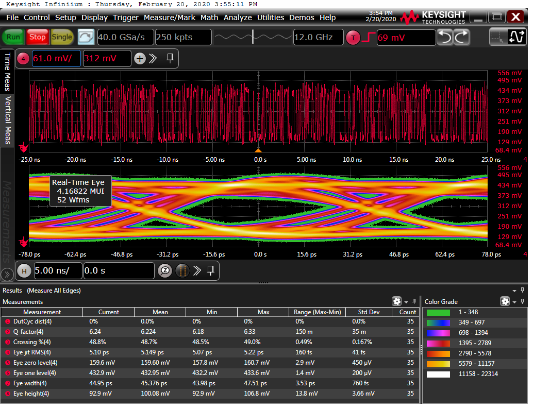 Keysight Infiniium : Thursday, February 20, 2020 3:55:11 PM
File Control Setup Display Trigger Measure/Mark Math Analyze Utilities Demos Help
3:54 PM
2/20/2020
KEYSIGHT
TECHNOLOGIES
Run Stop Single 40.0 GSa/s 250 kpts 12.0 GHz T 69 mV
4 61.0 mV/ 312 mV
Time Meas
Vertical Meas
556 mV
495 mV
434 mV
373 mV
312 mV
251 mV
190 mV
129 mV
68.4 mV
-25.0 ns -20.0 ns -15.0 ns -10.0 ns -5.00 ns 0.0 s 5.00 ns 10.0 ns 15.0 ns 20.0 ns 25.0 ns
Real-Time Eye
4.16822 MUI
52 Wfms
556 mV
495 mV
434 mV
373 mV
312 mV
251 mV
190 mV
129 mV
68.4 mV
-78.0 ps -62.4 ps -46.8 ps -31.2 ps -15.6 ps 0.0 s 15.6 ps 31.2 ps 46.8 ps 62.4 ps 78.0 ps
H 5.00 ns/ 0.0 s
Results (Measure All Edges)
Measurements
Measurement Current Mean Min Max Range (Max-Min) Std Dev Count
DutCyc dist(4) 0% 0.0% 0% 0% 0% 0.0% 35
Q factor(4) 6.24 6.224 6.18 6.33 150 m 35 m 35
Crossing %(4) 48.8% 48.7% 48.5% 49.0% 0.49% 0.167% 35
Eye jit RMS(4) 5.10 ps 5.149 ps 5.07 ps 5.22 ps 160 fs 41 fs 35
Eye zero level(4) 159.6 mV 159.60 mV 157.8 mV 160.7 mV 2.9 mV 450 µV 35
Eye one level(4) 432.9 mV 432.95 mV 432.2 mV 433.6 mV 1.4 mV 200 µV 35
Eye width(4) 44.95 ps 45.376 ps 43.98 ps 47.51 ps 3.53 ps 760 fs 35
Eye height(4) 92.9 mV 100.08 mV 92.9 mV 106.8 mV 13.8 mV 3.66 mV 35
Color Grade
1 - 348
349 - 697
698 - 1394
1395 - 2789
2790 - 5578
5579 - 11157
11158 - 22314